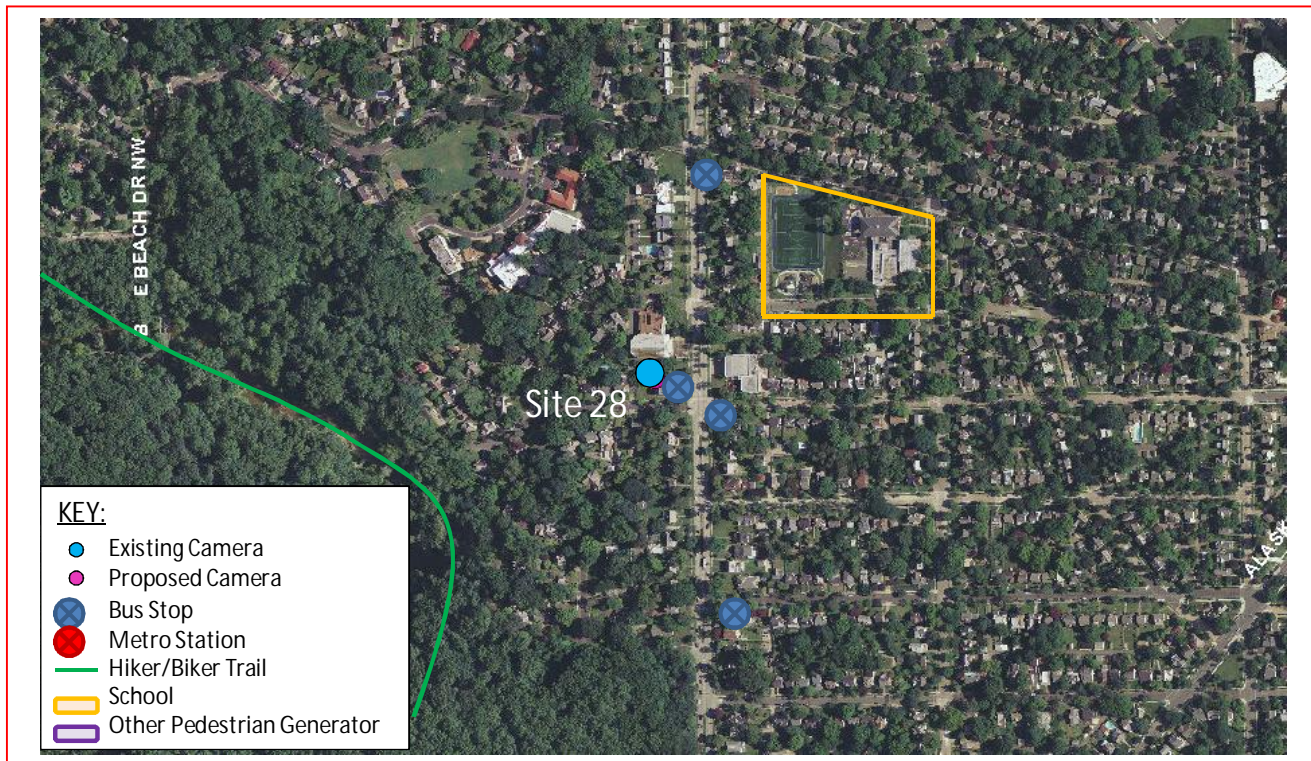 B E BEACH DR NW
Site 28
ALASK
KEY:
Existing Camera
Proposed Camera
Bus Stop
Metro Station
Hiker/Biker Trail
School
Other Pedestrian Generator